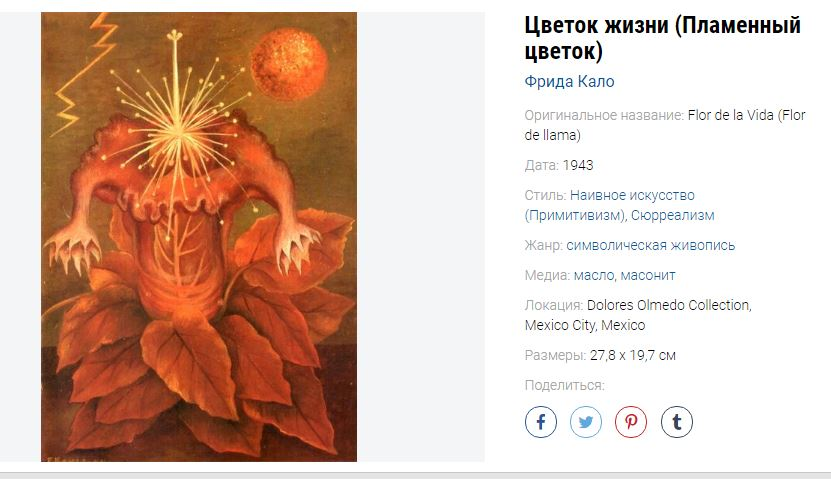 Цветок жизни (Пламенный
цветок)
Фрида Кало
Оригинальное название: Flor de la Vida (Flor
de llama)
Дата: 1943
Стиль: Наивное искусство
(Примитивизм), Сюрреализм
Жанр: символическая живопись
Медиа: масло, масонит
Локация: Dolores Olmedo Collection,
Mexico City, Mexico
Размеры: 27,8 x 19,7 см
Поделиться: